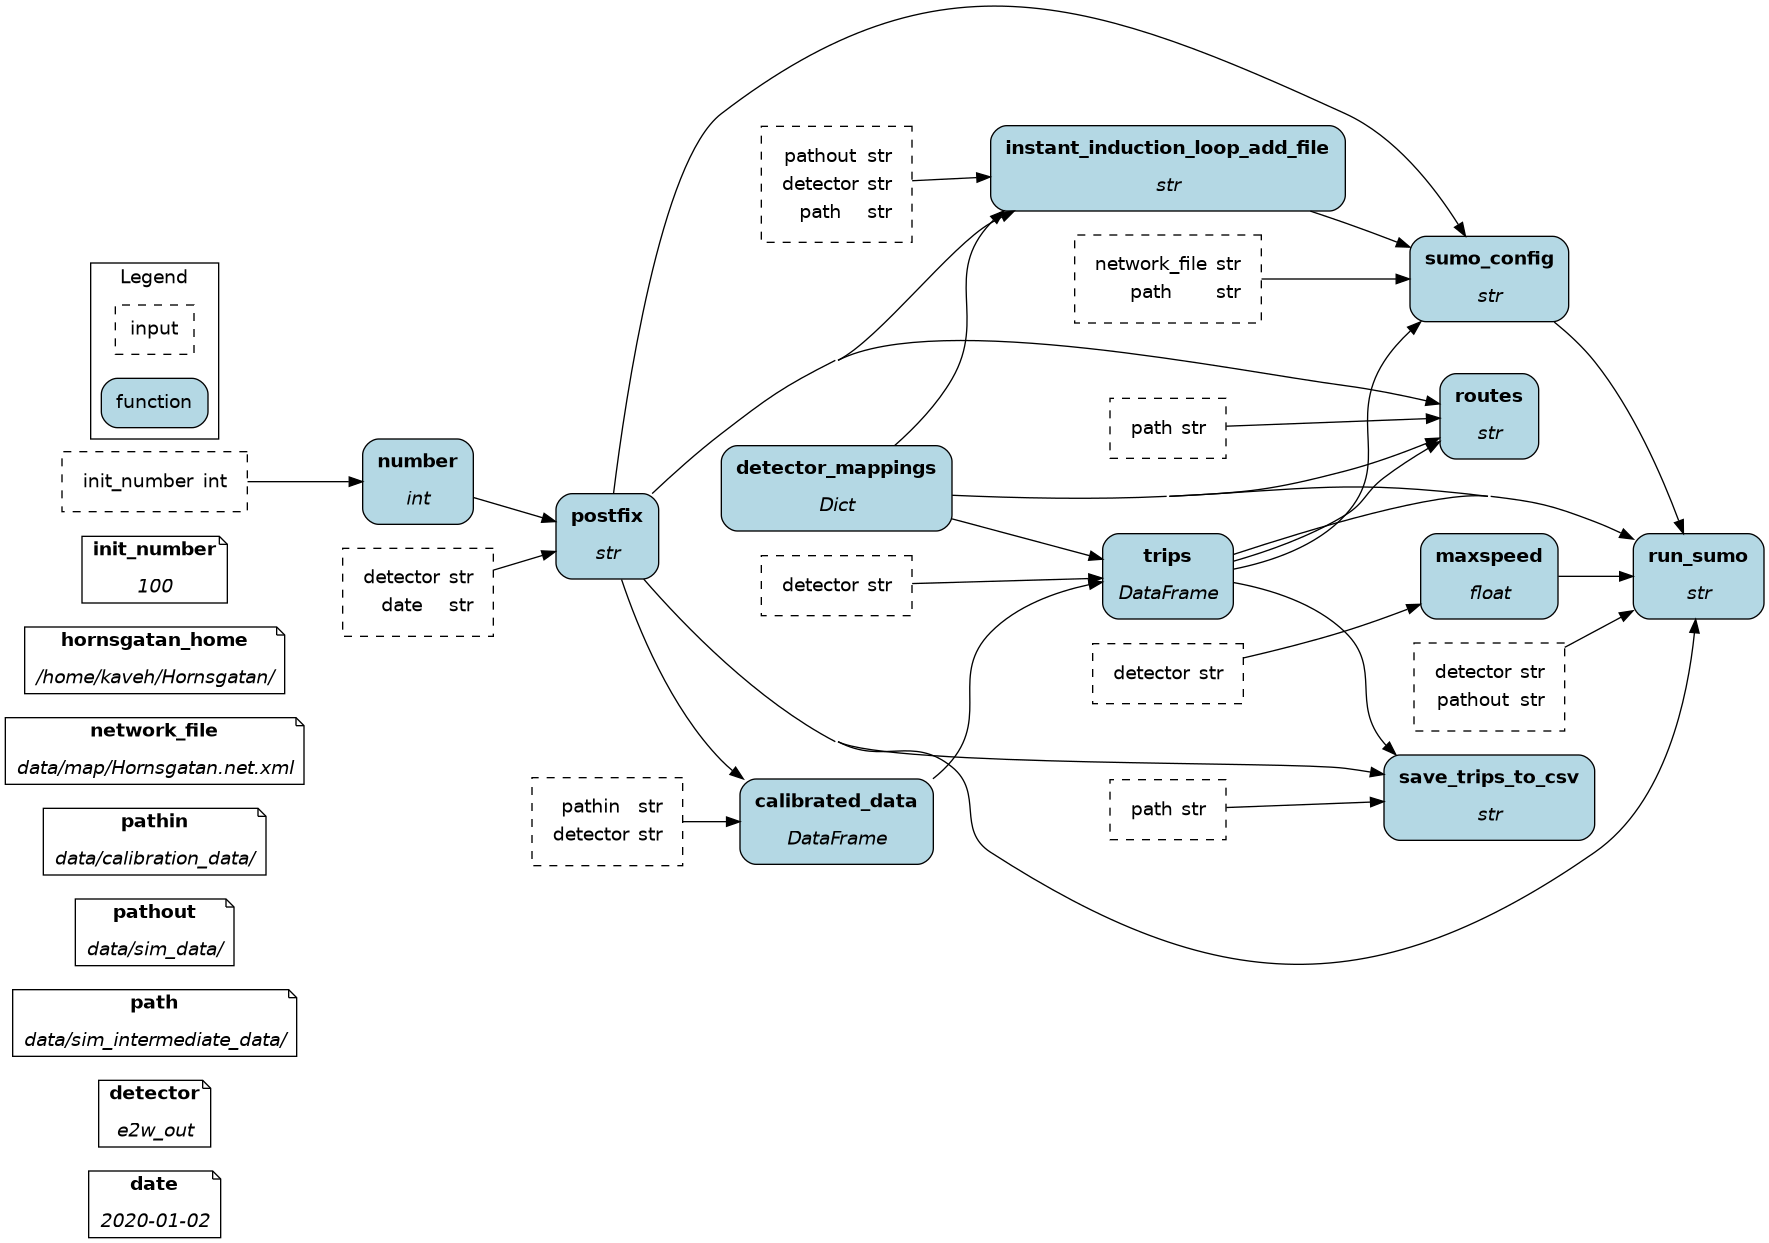 Legend
input
function
init_number int
init_number
100
hornsgatan_home
/home/kaveh/Hornsgatan/
network_file
data/map/Hornsgatan.net.xml
pathin
data/calibration_data/
pathout
data/sim_data/
path
data/sim_intermediate_data/
detector
e2w_out
date
2020-01-02
number
int
detector str
date str
postfix
str
pathin str
detector str
pathout str
detector str
path str
detector_mappings
Dict
detector str
calibrated_data
DataFrame
instant_induction_loop_add_file
str
network_file str
path str
path str
trips
DataFrame
detector str
path str
sumo_config
str
routes
str
maxspeed
float
detector str
pathout str
save_trips_to_csv
str
run_sumo
str